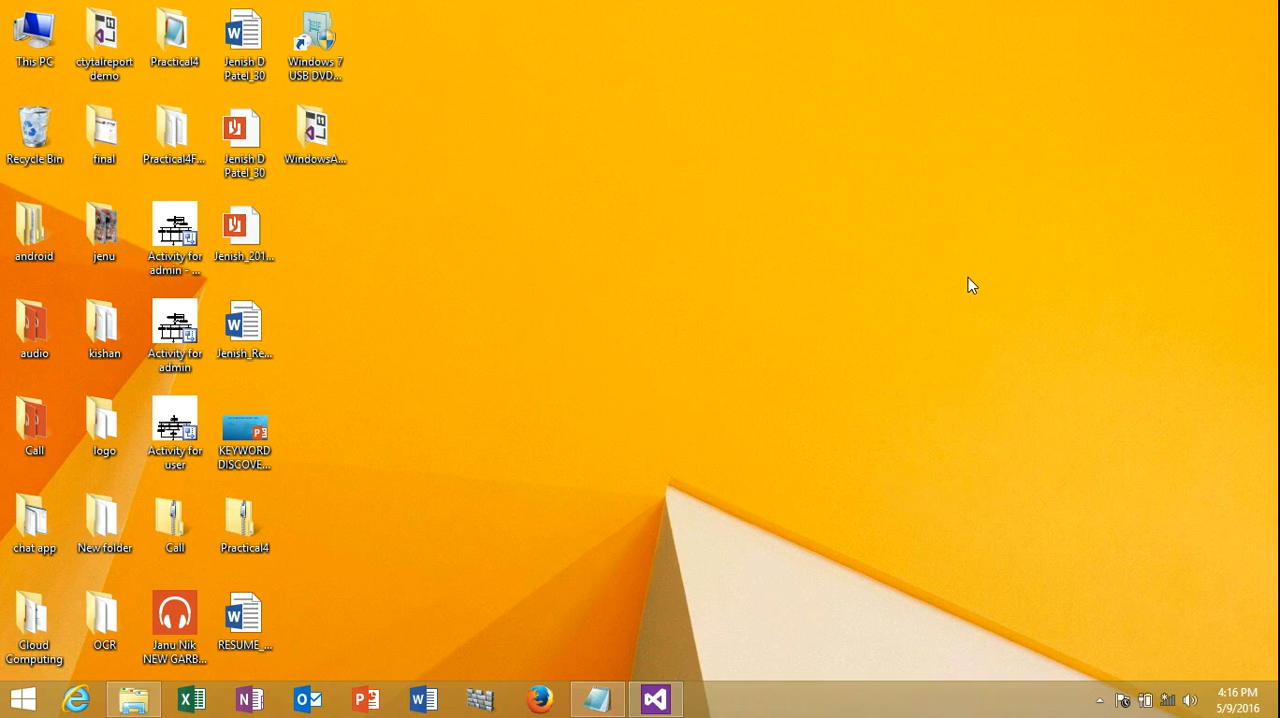 This PC
ctytalreport
demo
Practical4
Jenish D
Patel_30
Windows 7
USB DVD...
Recycle Bin
final
Practical4F...
Jenish D
Patel_30
WindowsA...
android
jenu
Activity for
admin - ...
Jenish_201...
audio
kishan
Activity for
admin
Jenish_Re...
Call
logo
Activity for
user
KEYWORD
DISCOVE...
chat app
New folder
Call
Practical4
Cloud
Computing
OCR
Janu Nik
NEW GARB...
RESUME_...
4:16 PM
5/9/2016